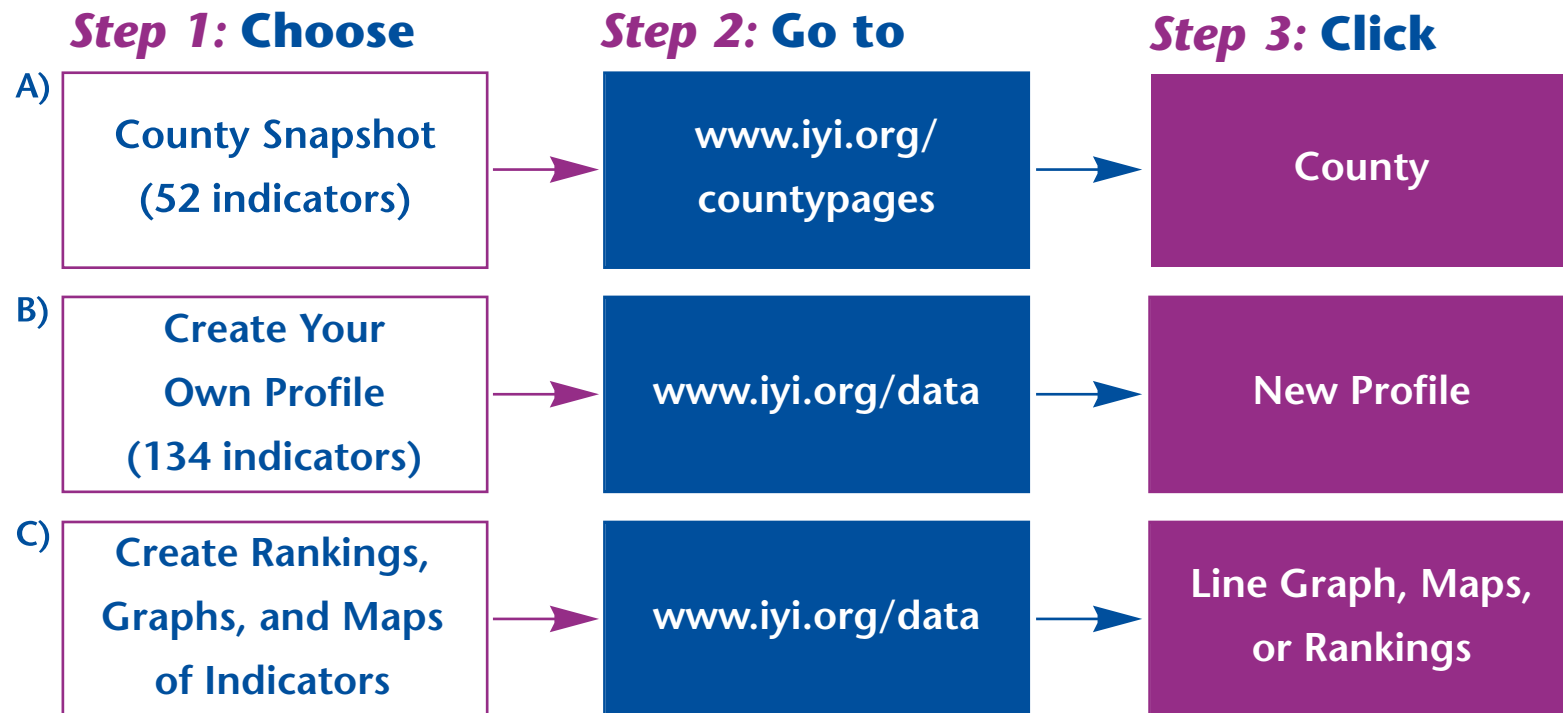 Step 1: Choose
Step 2: Go to
Step 3: Click
A)
County Snapshot
(52 indicators)
www.iyi.org/
countypages
County
B)
Create Your
Own Profile
(134 indicators)
www.iyi.org/data
New Profile
C)
Create Rankings,
Graphs, and Maps
of Indicators
www.iyi.org/data
Line Graph, Maps,
or Rankings